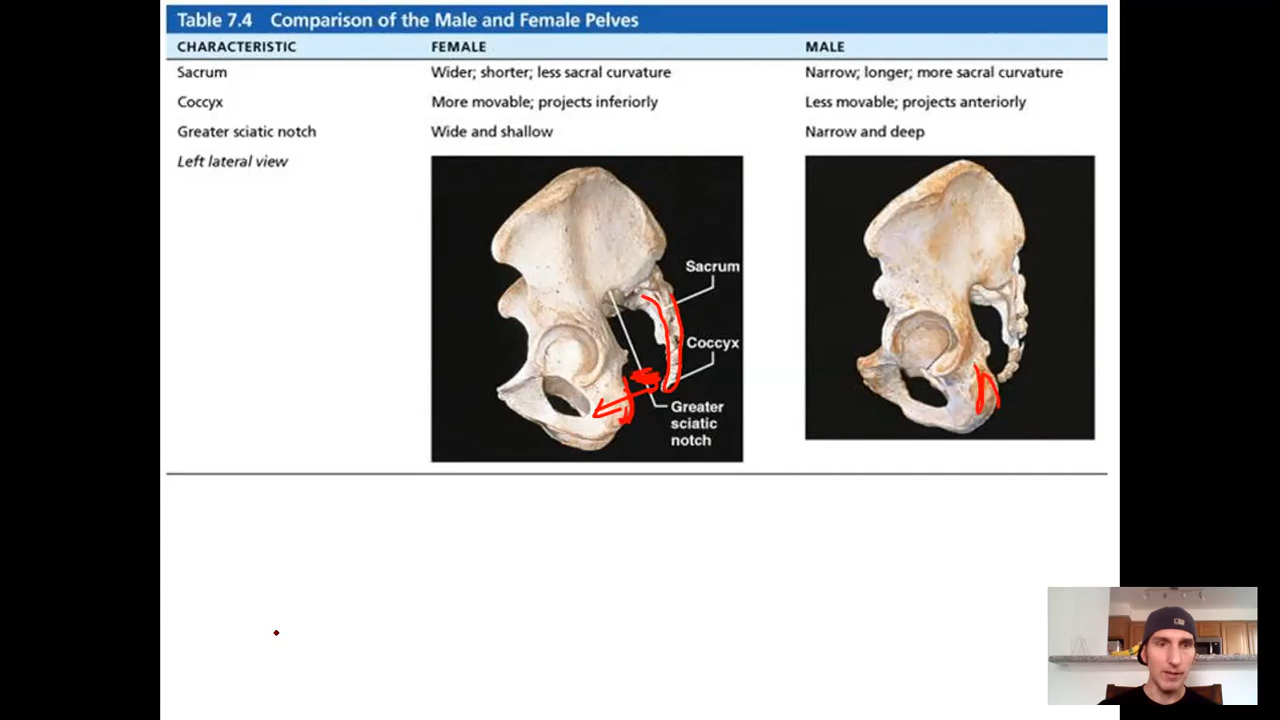 Table 7.4 Comparison of the Male and Female Pelves
CHARACTERISTIC FEMALE MALE
Sacrum Wider; shorter; less sacral curvature Narrow; longer; more sacral curvature
Coccyx More movable; projects inferiorly Less movable; projects anteriorly
Greater sciatic notch Wide and shallow Narrow and deep
Left lateral view
Sacrum
Coccyx
Greater
sciatic
notch